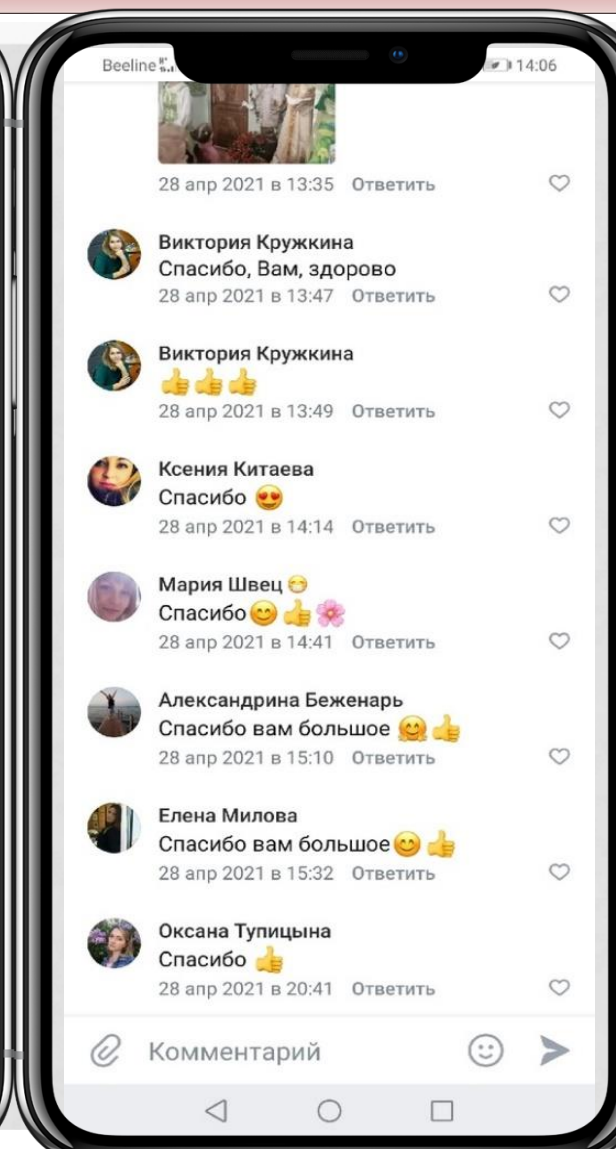 Beeline
14:06
28 апр 2021 в 13:35 Ответить
Виктория Кружкина
Спасибо, Вам, здорово
28 апр 2021 в 13:47 Ответить
Виктория Кружкина
👍👍👍
28 апр 2021 в 13:49 Ответить
Ксения Китаева
Спасибо 😍
28 апр 2021 в 14:14 Ответить
Мария Швец 😷
Спасибо😊👍🌸
28 апр 2021 в 14:41 Ответить
Александрина Беженарь
Спасибо вам большое 🤗👍
28 апр 2021 в 15:10 Ответить
Елена Милова
Спасибо вам большое😊👍
28 апр 2021 в 15:32 Ответить
Оксана Тупицына
Спасибо 👍
28 апр 2021 в 20:41 Ответить
Комментарий